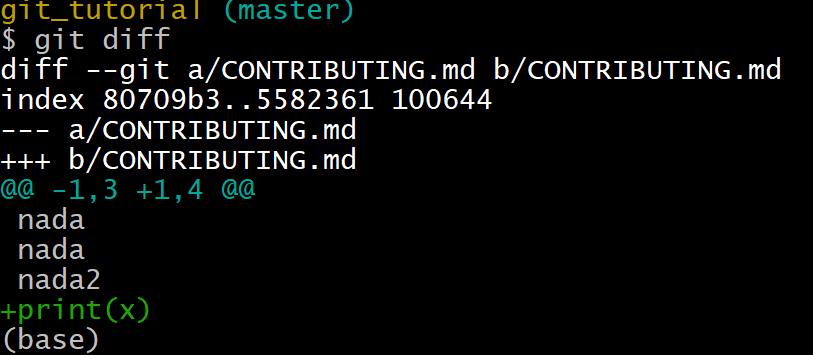 git_tutorial (master)
$ git diff
diff --git a/CONTRIBUTING.md b/CONTRIBUTING.md
index 80709b3..5582361 100644
--- a/CONTRIBUTING.md
+++ b/CONTRIBUTING.md
@@ -1,3 +1,4 @@
 nada
 nada
 nada2
+print(x)
(base)